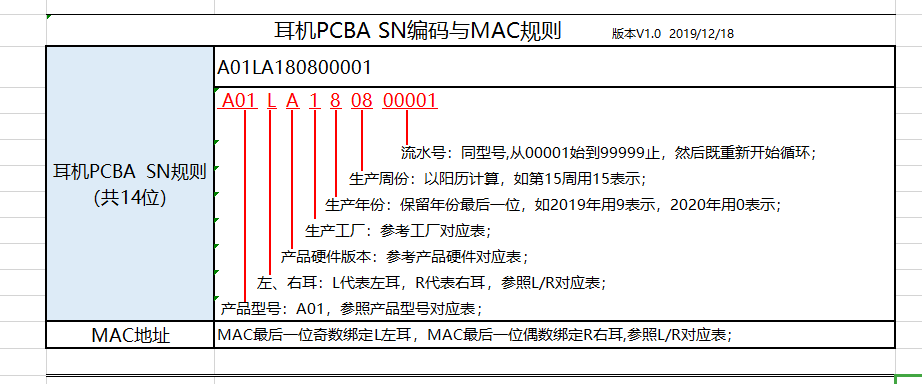 耳机PCBA SN编码与MAC规则 版本V1.0 2019/12/18
A01LA180800001
A01 L A 1 8 08 00001
流水号：同型号,从00001始到99999止，然后既重新开始循环；
生产周份：以阳历计算，如第15周用15表示；
生产年份：保留年份最后一位，如2019年用9表示，2020年用0表示；
耳机PCBA SN规则
（共14位）
生产工厂：参考工厂对应表；
产品硬件版本：参考产品硬件对应表；
左、右耳：L代表左耳，R代表右耳，参照L/R对应表；
产品型号：A01，参照产品型号对应表；
MAC地址 MAC最后一位奇数绑定L左耳，MAC最后一位偶数绑定R右耳,参照L/R对应表；